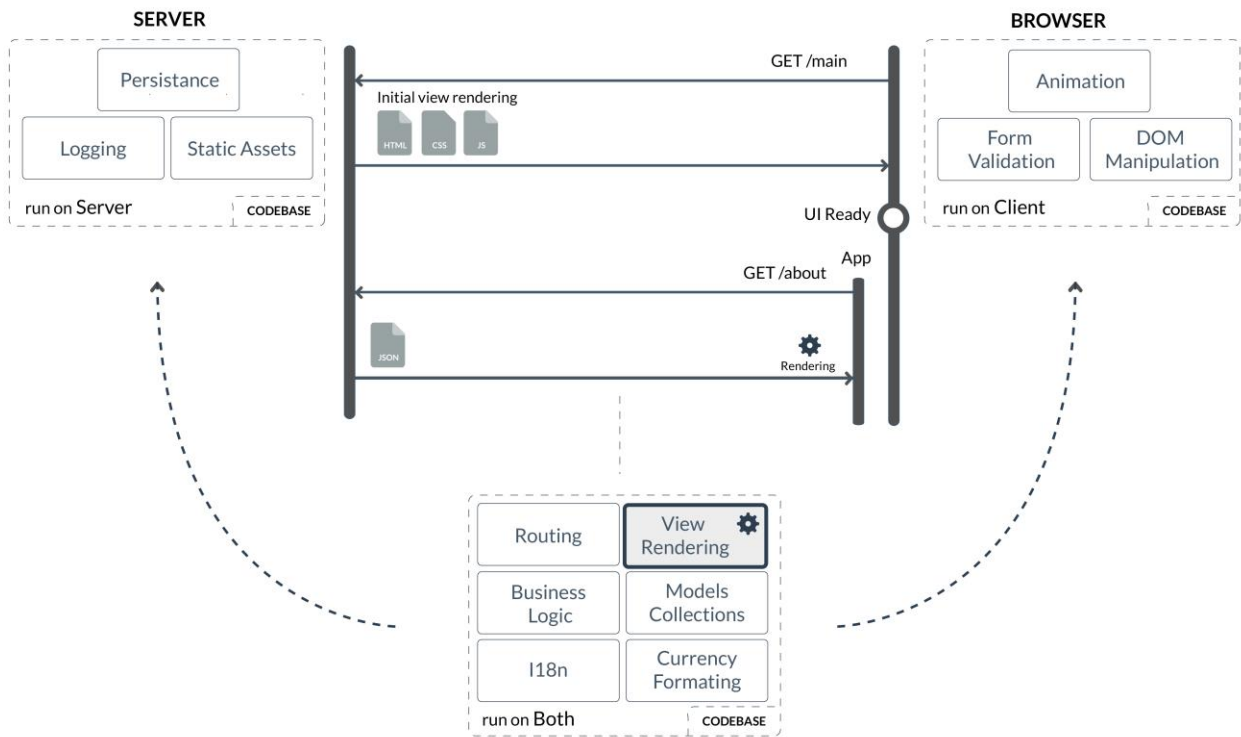 SERVER
BROWSER
Persistance
Logging
Static Assets
run on Server
CODEBASE
GET /main
Initial view rendering
HTML
CSS
JS
UI Ready
App
GET /about
JSON
Rendering
Animation
Form
Validation
DOM
Manipulation
run on Client
CODEBASE
Routing
View
Rendering
Business
Logic
Models
Collections
I18n
Currency
Formating
run on Both
CODEBASE